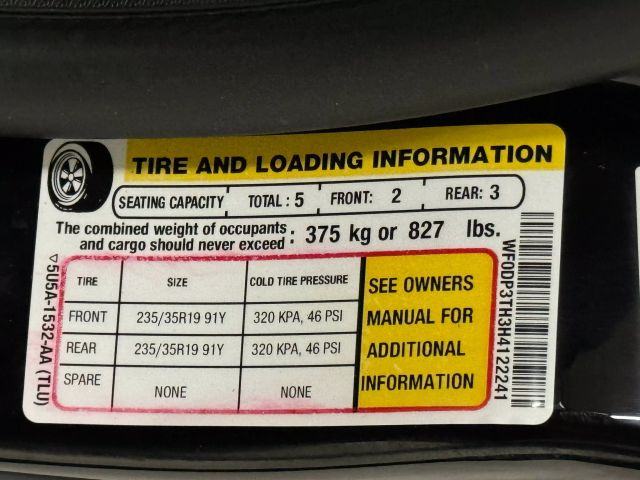 TIRE AND LOADING INFORMATION
SEATING CAPACITY TOTAL : 5 FRONT: 2 REAR: 3
The combined weight of occupants
and cargo should never exceed : 375 kg or 827 lbs.
TIRE SIZE COLD TIRE PRESSURE
FRONT 235/35R19 91Y 320 KPA, 46 PSI
REAR 235/35R19 91Y 320 KPA, 46 PSI
SPARE NONE NONE
SEE OWNERS
MANUAL FOR
ADDITIONAL
INFORMATION
▽5U5A-1532-AA (TLU)
WF0DP3TH3H4122241